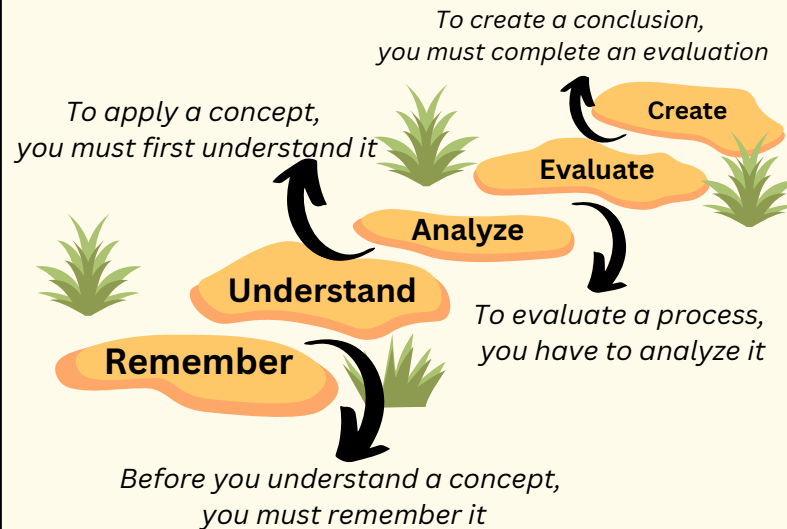 To create a conclusion,
you must complete an evaluation
Create
To apply a concept,
you must first understand it
Evaluate
Analyze
Understand
To evaluate a process,
you have to analyze it
Remember
Before you understand a concept,
you must remember it